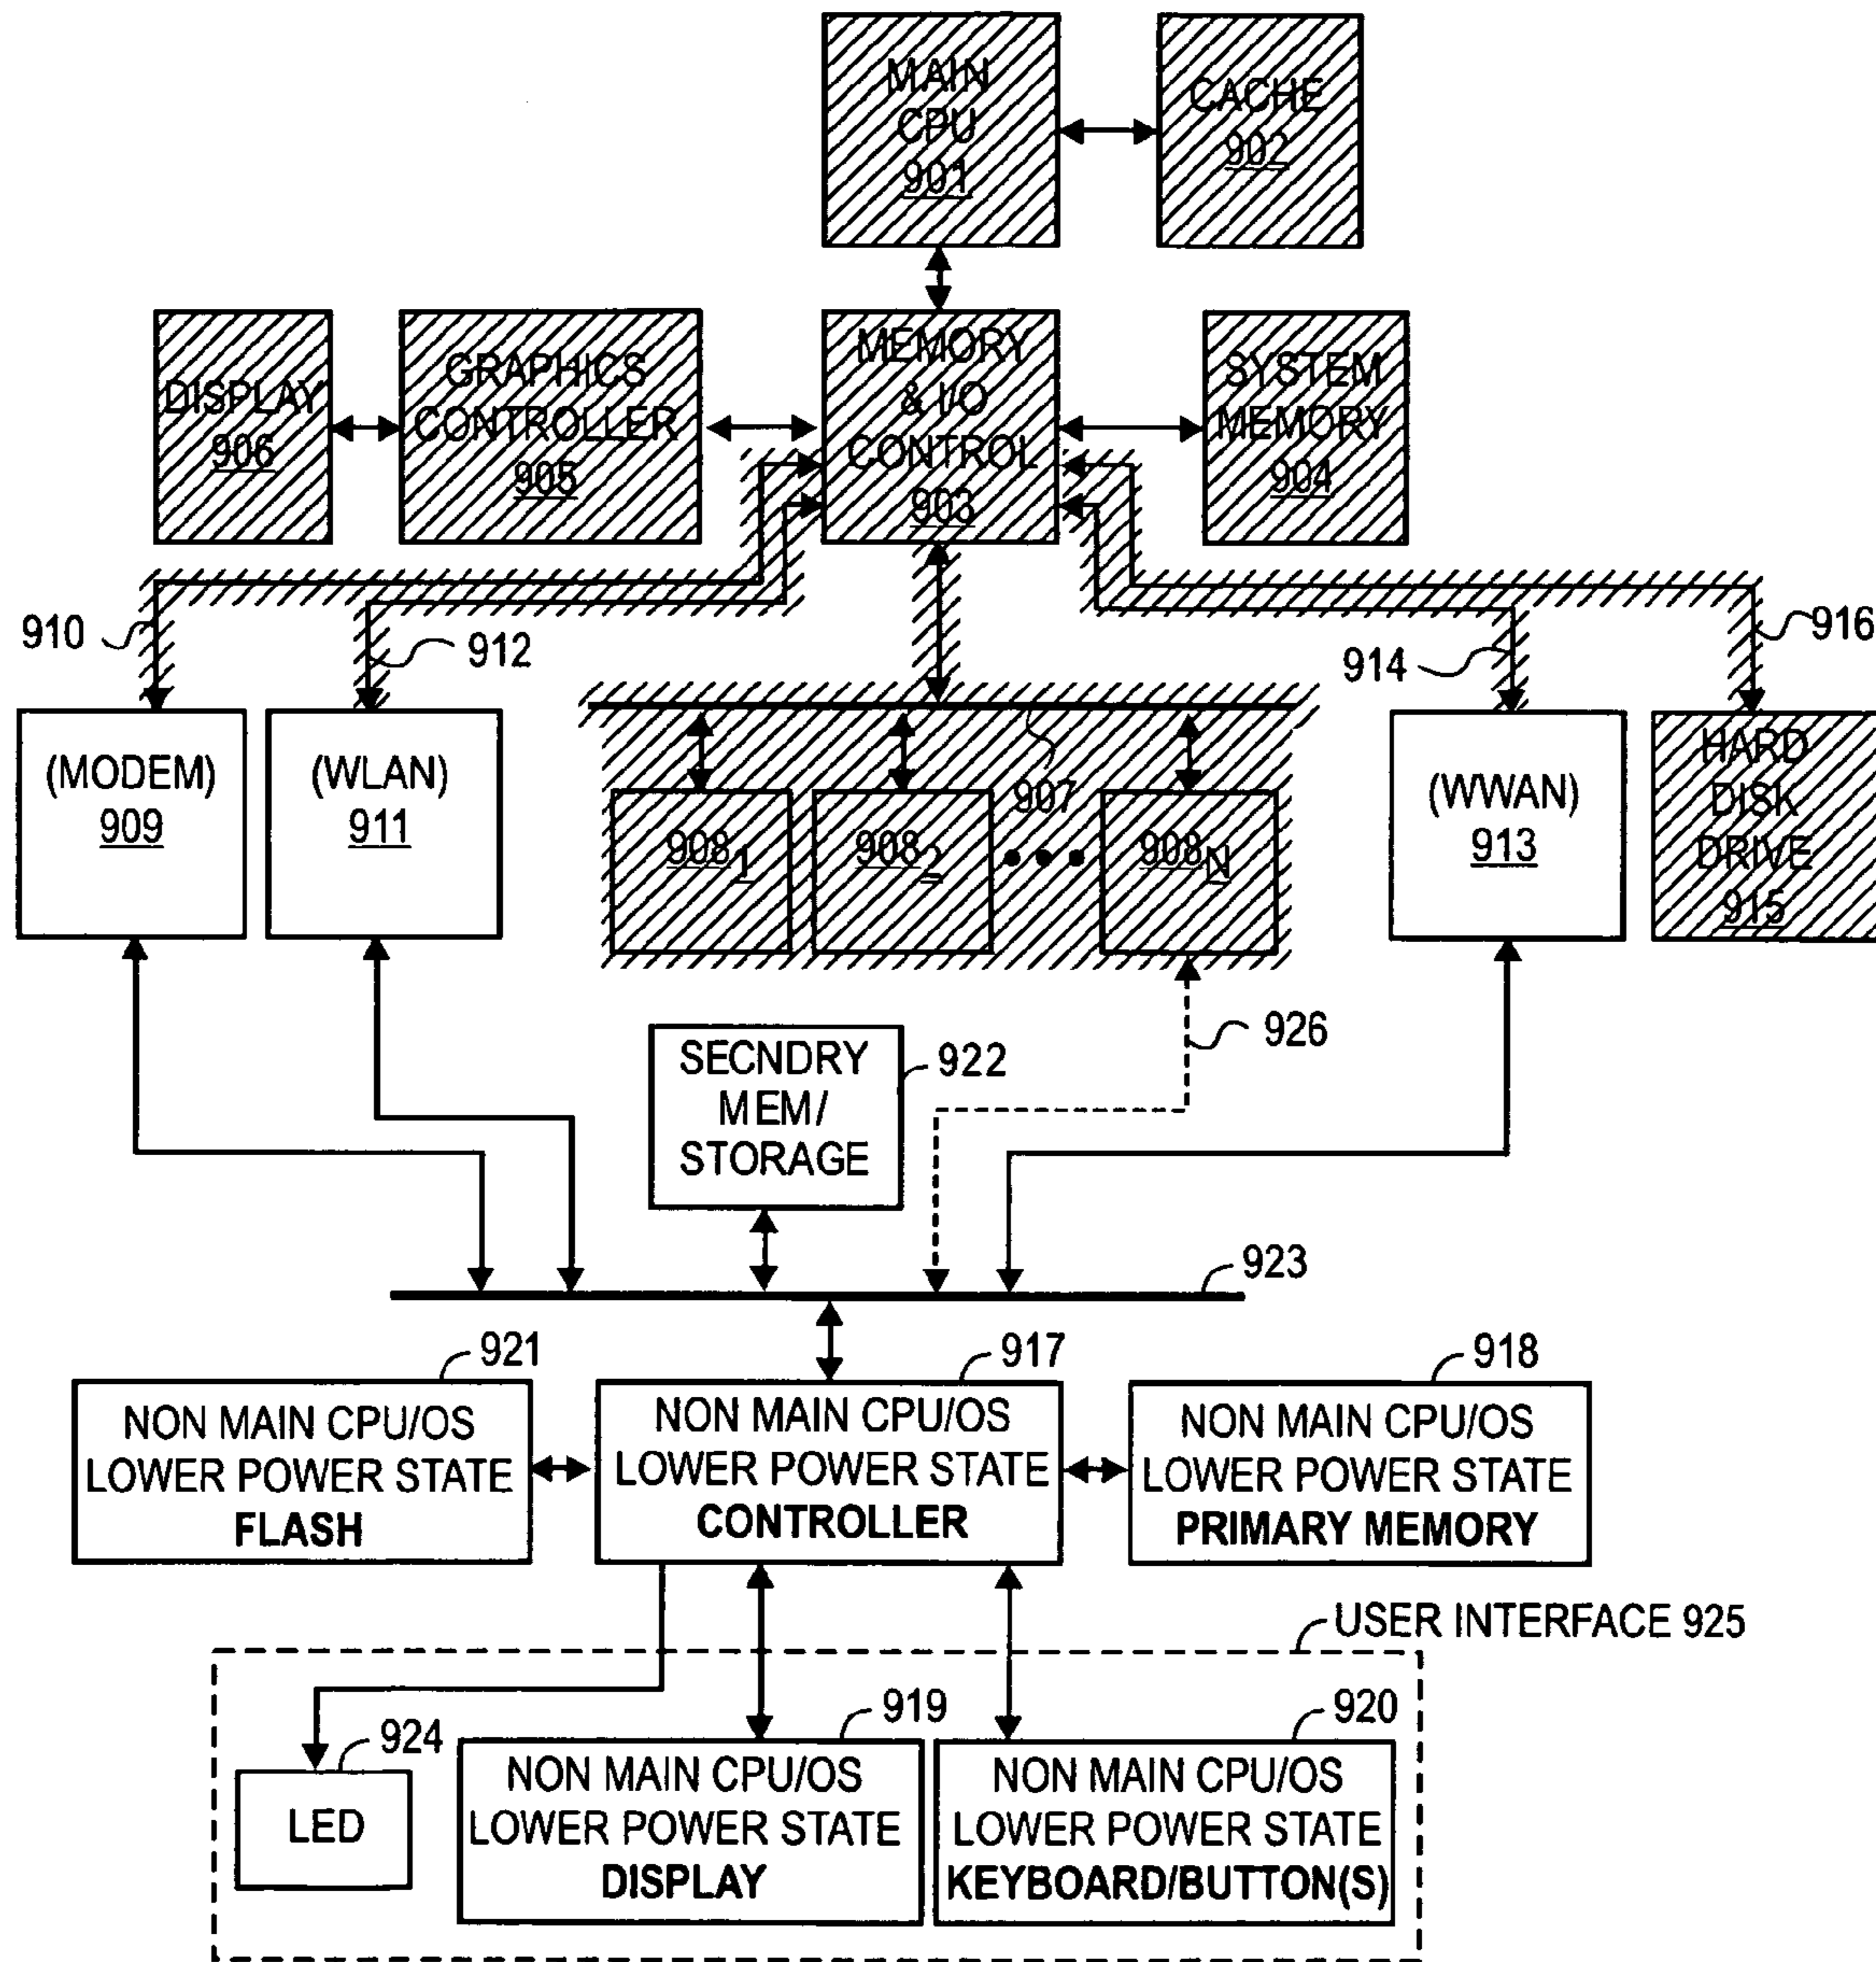 MAIN
CPU
901
CACHE
902
DISPLAY
906
GRAPHICS
CONTROLLER
905
MEMORY
& I/O
CONTROL
903
SYSTEM
MEMORY
904
910
912
914
916
(MODEM)
909
(WLAN)
911
907
908 1
908 2
908 N
(WWAN)
913
HARD
DISK
DRIVE
915
926
SECNDRY
MEM/
STORAGE
922
923
921
NON MAIN CPU/OS
LOWER POWER STATE
FLASH
917
NON MAIN CPU/OS
LOWER POWER STATE
CONTROLLER
918
NON MAIN CPU/OS
LOWER POWER STATE
PRIMARY MEMORY
USER INTERFACE 925
924
LED
919
NON MAIN CPU/OS
LOWER POWER STATE
DISPLAY
920
NON MAIN CPU/OS
LOWER POWER STATE
KEYBOARD/BUTTON(S)